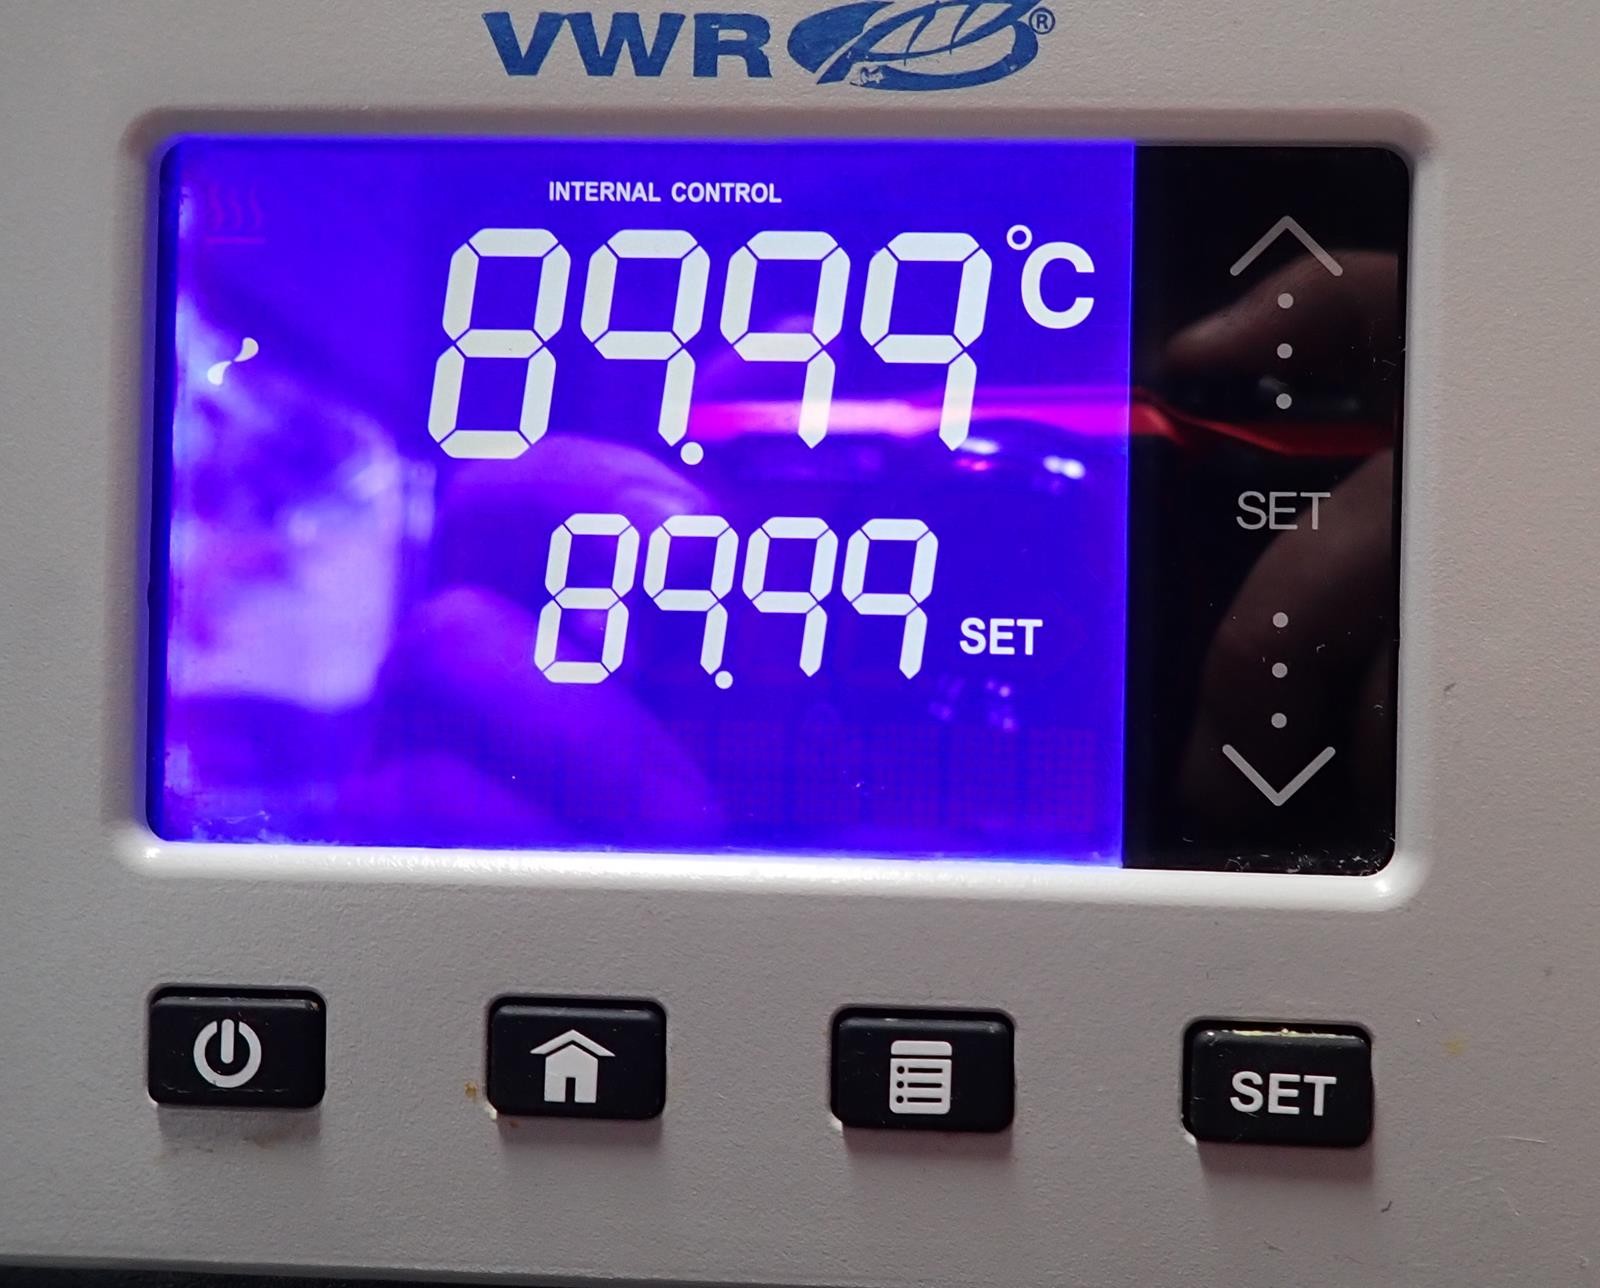 VWR®
INTERNAL CONTROL
89.99 °C
89.99 SET
SET
SET